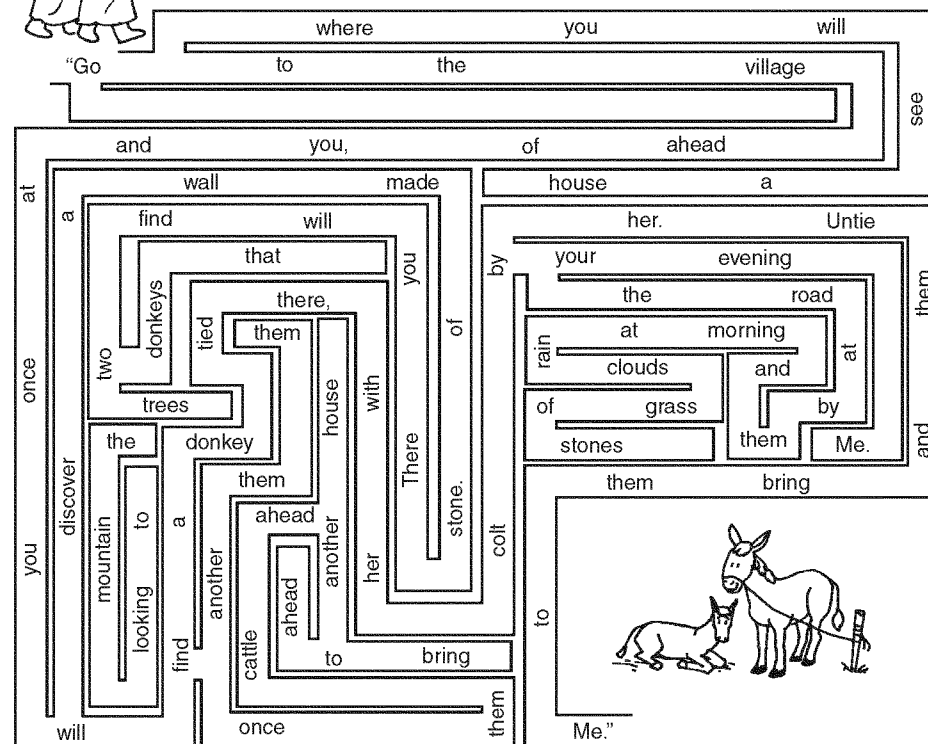 where you will
“Go to the village
see
and you, of ahead
at
a
wall made
house a
find will
her. Untie
that
you
by
your evening
them
donkeys
tied
there,
the road
of
them
at morning
rain
two
once
clouds
and
at
with
house
trees
of grass
by
the
donkey
There
stones
them
Me.
and
discover
them
them bring
mountain
to
a
ahead
another
stone.
colt
you
another
her
looking
ahead
to
find
cattle
to bring
will
once
them
Me.”